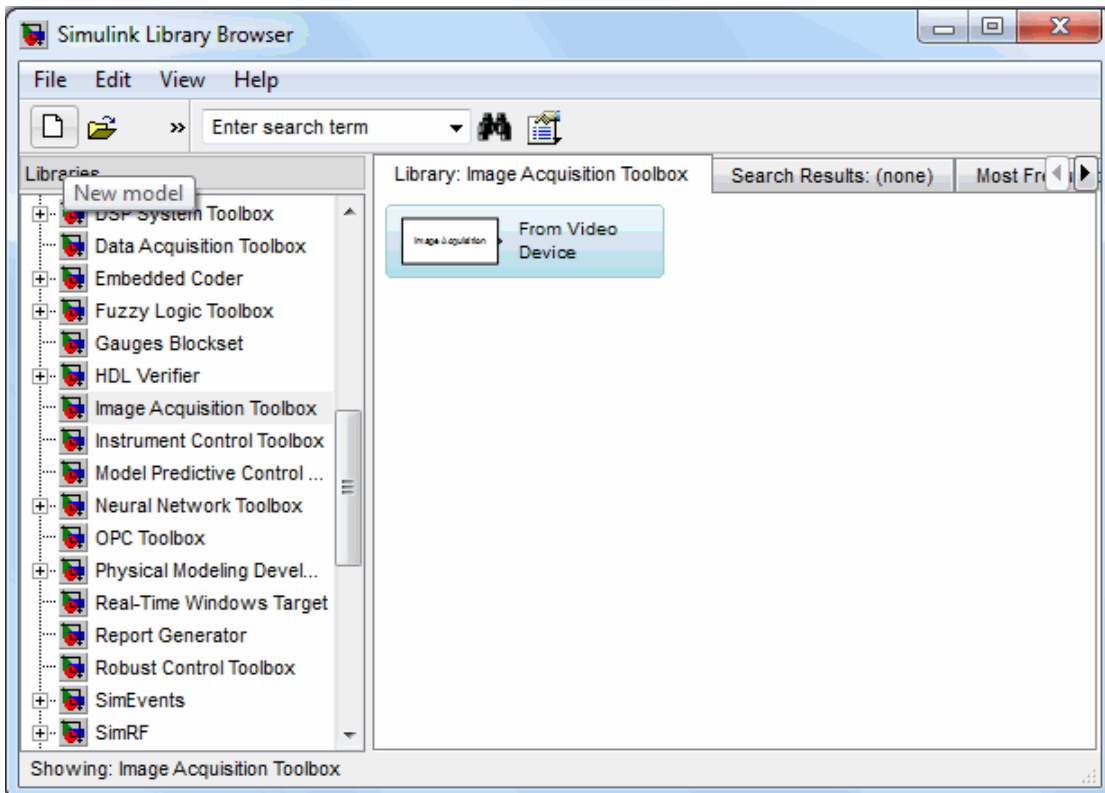 Simulink Library Browser
File Edit View Help
» Enter search term
Libraries
New model
Library: Image Acquisition Toolbox
Search Results: (none)
Most
DSP System Toolbox
Data Acquisition Toolbox
Embedded Coder
Fuzzy Logic Toolbox
Gauges Blockset
HDL Verifier
Image Acquisition Toolbox
Instrument Control Toolbox
Model Predictive Control ...
Neural Network Toolbox
OPC Toolbox
Physical Modeling Devel...
Real-Time Windows Target
Report Generator
Robust Control Toolbox
SimEvents
SimRF
Image Acquisition
From Video
Device
Showing: Image Acquisition Toolbox